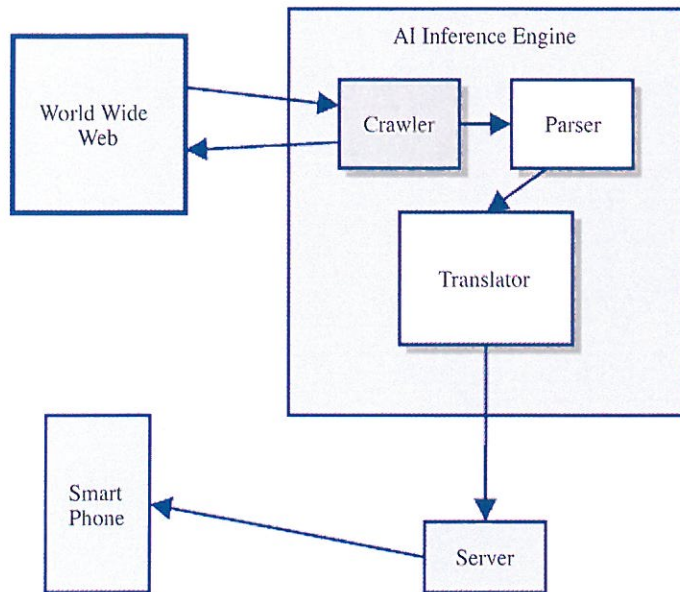 AI Inference Engine
World Wide
Web
Crawler
Parser
Translator
Smart
Phone
Server